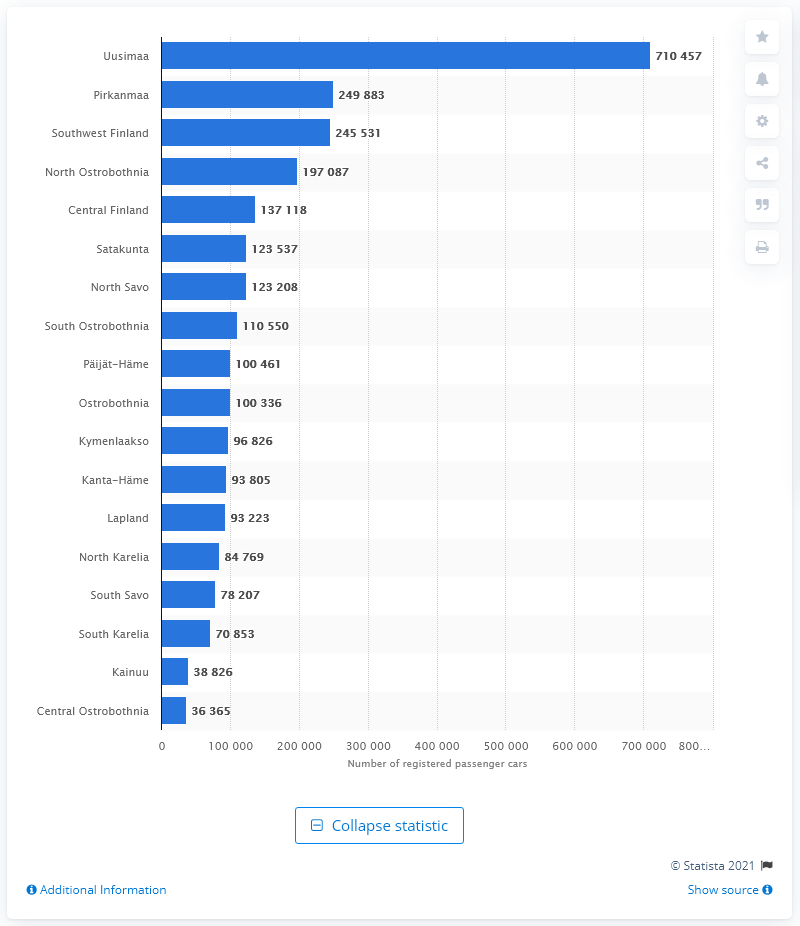 Uusimaa 710 457
Pirkanmaa 249 883
Southwest Finland 245 531
North Ostrobothnia 197 087
Central Finland 137 118
Satakunta 123 537
North Savo 123 208
South Ostrobothnia 110 550
Päijät-Häme 100 461
Ostrobothnia 100 336
Kymenlaakso 96 826
Kanta-Häme 93 805
Lapland 93 223
North Karelia 84 769
South Savo 78 207
South Karelia 70 853
Kainuu 38 826
Central Ostrobothnia 36 365
0 100 000 200 000 300 000 400 000 500 000 600 000 700 000 800...
Number of registered passenger cars
Collapse statistic
© Statista 2021
Additional Information Show source